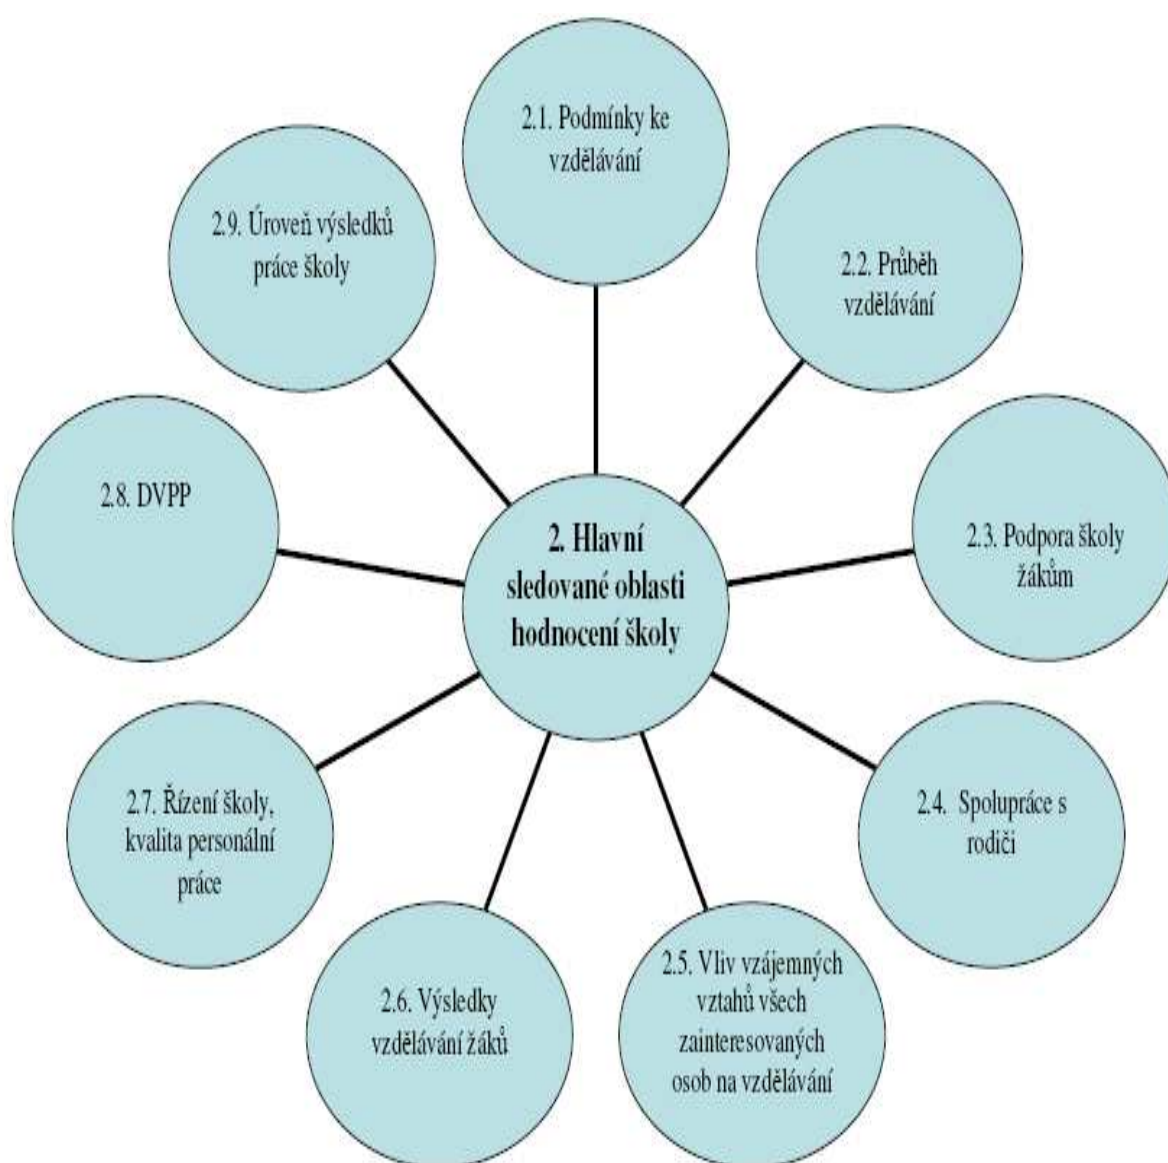 2.1. Podmínky ke
vzdělávání
2.2. Průběh
vzdělávání
2.3. Podpora školy
žákům
2.4. Spolupráce s
rodiči
2.5. Vliv vzájemných
vztahů všech
zainteresovaných
osob na vzdělávání
2.6. Výsledky
vzdělávání žáků
2.7. Řízení školy,
kvalita personální
práce
2.8. DVPP
2.9. Úroveň výsledků
práce školy
2. Hlavní
sledované oblasti
hodnocení školy